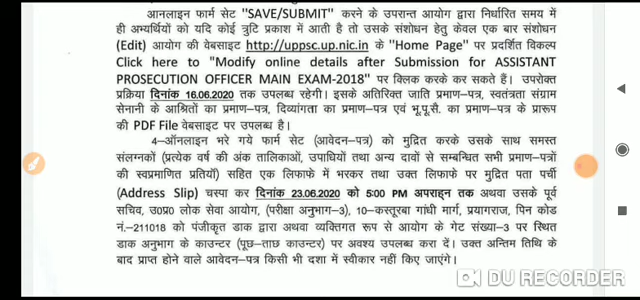 ऑनलाइन फार्म सेट "SAVE/SUBMIT" करने के उपरान्त आयोग द्वारा निर्धारित समय में
ही अभ्यर्थियों को यदि कोई त्रुटि प्रकाश में आती है तो उसके संशोधन हेतु केवल एक बार संशोधन
(Edit) आयोग की वेबसाइट http://uppsc.up.nic.in के "Home Page" पर प्रदर्शित विकल्प
Click here to "Modify online details after Submission for ASSISTANT
PROSECUTION OFFICER MAIN EXAM-2018" पर क्लिक करके कर सकते हैं। उपरोक्त
प्रक्रिया दिनांक 16.06.2020 तक उपलब्ध रहेगी। इसके अतिरिक्त जाति प्रमाण-पत्र, स्वतंत्रता संग्राम
सेनानी के आश्रितों का प्रमाण-पत्र, दिव्यांगता का प्रमाण-पत्र एवं भू.पू.सै. का प्रमाण-पत्र के प्रारूप
की PDF File वेबसाइट पर उपलब्ध है।
4-ऑनलाइन भरे गये फार्म सेट (आवेदन-पत्र) को मुद्रित करके उसके साथ समस्त
संलग्नकों (प्रत्येक वर्ष की अंक तालिकाओं, उपाधियों तथा अन्य दावों से सम्बन्धित सभी प्रमाण-पत्रों
की स्वप्रमाणित प्रतियों) सहित एक लिफाफे में भरकर तथा उक्त लिफाफे पर मुद्रित पता पर्ची
(Address Slip) चस्पा कर दिनांक 23.06.2020 को 5:00 PM अपराह्न तक अथवा उसके पूर्व
सचिव, उ0प्र0 लोक सेवा आयोग, (परीक्षा अनुभाग-3), 10-कस्तूरबा गांधी मार्ग, प्रयागराज, पिन कोड
नं.-211018 को पंजीकृत डाक द्वारा अथवा व्यक्तिगत रूप से आयोग के गेट संख्या-3 पर स्थित
डाक अनुभाग के काउन्टर (पूछ-ताछ काउन्टर) पर अवश्य उपलब्ध करा दें। उक्त अन्तिम तिथि के
बाद प्राप्त होने वाले आवेदन-पत्र किसी भी दशा में स्वीकार नहीं किए जाएंगे।
DU RECORDER